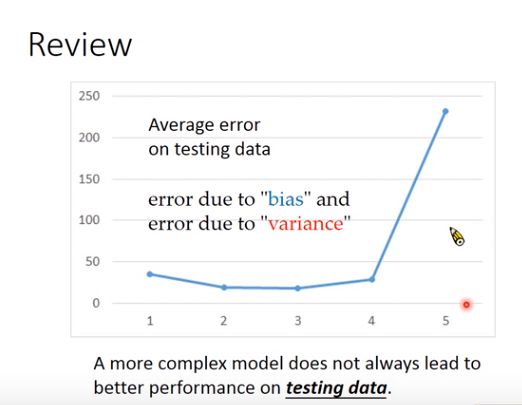 Review
250
200
150
100
50
0
Average error
on testing data
error due to "bias" and
error due to "variance"
1 2 3 4 5
A more complex model does not always lead to
better performance on testing data.